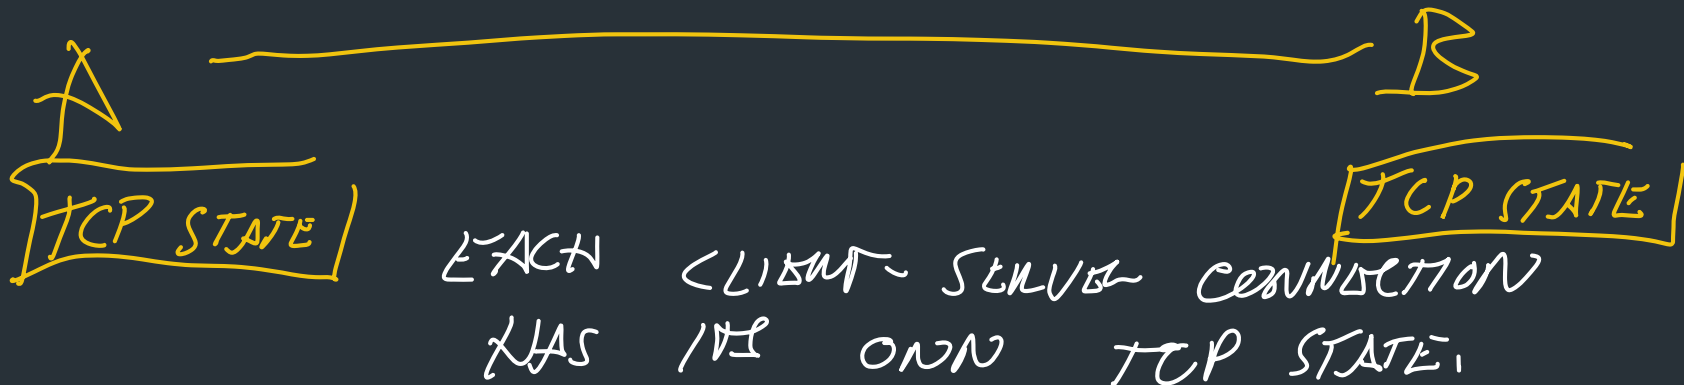 A B
TCP STATE TCP STATE
EACH CLIENT-SERVER CONNECTION
HAS ITS OWN TCP STATE.